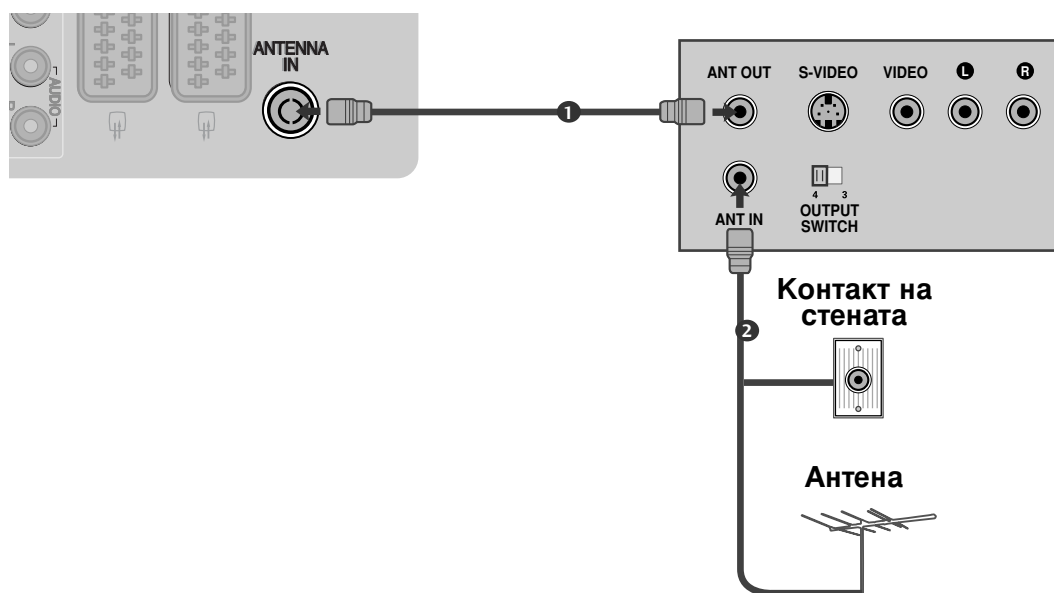 ANTENNA
IN
AUDIO
1
ANT OUT
S-VIDEO
VIDEO
L
R
ANT IN
4 3
OUTPUT
SWITCH
Контакт на
стената
2
Антена